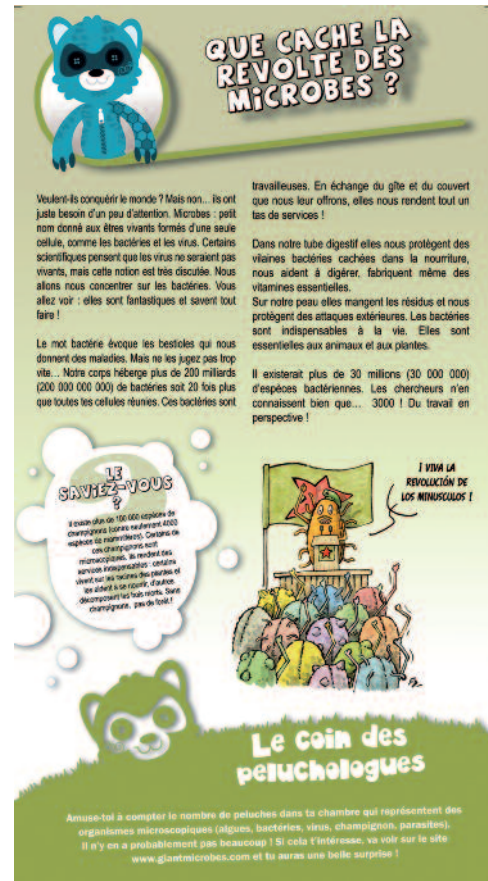 QUE CACHE LA
REVOLTE DES
MiCROBES ?
Veulent-ils conquérir le monde ? Mais non... ils ont
juste besoin d'un peu d'attention. Microbes : petit
nom donné aux êtres vivants formés d'une seule
cellule, comme les bactéries et les virus. Certains
scientifiques pensent que les virus ne seraient pas
vivants, mais cette notion est très discutée. Nous
allons nous concentrer sur les bactéries. Vous
allez voir : elles sont fantastiques et savent tout
faire !
Le mot bactérie évoque les bestioles qui nous
donnent des maladies. Mais ne les jugez pas trop
vite... Notre corps héberge plus de 200 milliards
(200 000 000 000) de bactéries soit 20 fois plus
que toutes tes cellules réunies. Ces bactéries sont
travailleuses. En échange du gîte et du couvert
que nous leur offrons, elles nous rendent tout un
tas de services !
Dans notre tube digestif elles nous protègent des
vilaines bactéries cachées dans la nourriture,
nous aident à digérer, fabriquent même des
vitamines essentielles.
Sur notre peau elles mangent les résidus et nous
protègent des attaques extérieures. Les bactéries
sont indispensables à la vie. Elles sont
essentielles aux animaux et aux plantes.
Il existerait plus de 30 millions (30 000 000)
d'espèces bactériennes. Les chercheurs n'en
connaissent bien que... 3000 ! Du travail en
perspective !
LE
SAViEZ-VOUS
?
Il existe plus de 100 000 espèces de
champignons (contre seulement 4000
espèces de mammifères). Certains de
ces champignons sont
microscopiques, ils rendent des
services indispensables : certains
vivent sur les racines des plantes et
les aident à se nourrir, d'autres
décomposent les bois morts. Sans
champignons, pas de forêt !
¡ VIVA LA
REVOLUCIÓN DE
LOS MINUSCULOS !
Le coin des
peluchologues
Amuse-toi à compter le nombre de peluches dans ta chambre qui représentent des
organismes microscopiques (algues, bactéries, virus, champignon, parasites).
Il n'y en a probablement pas beaucoup ! Si cela t'intéresse, va voir sur le site
www.giantmicrobes.com et tu auras une belle surprise !